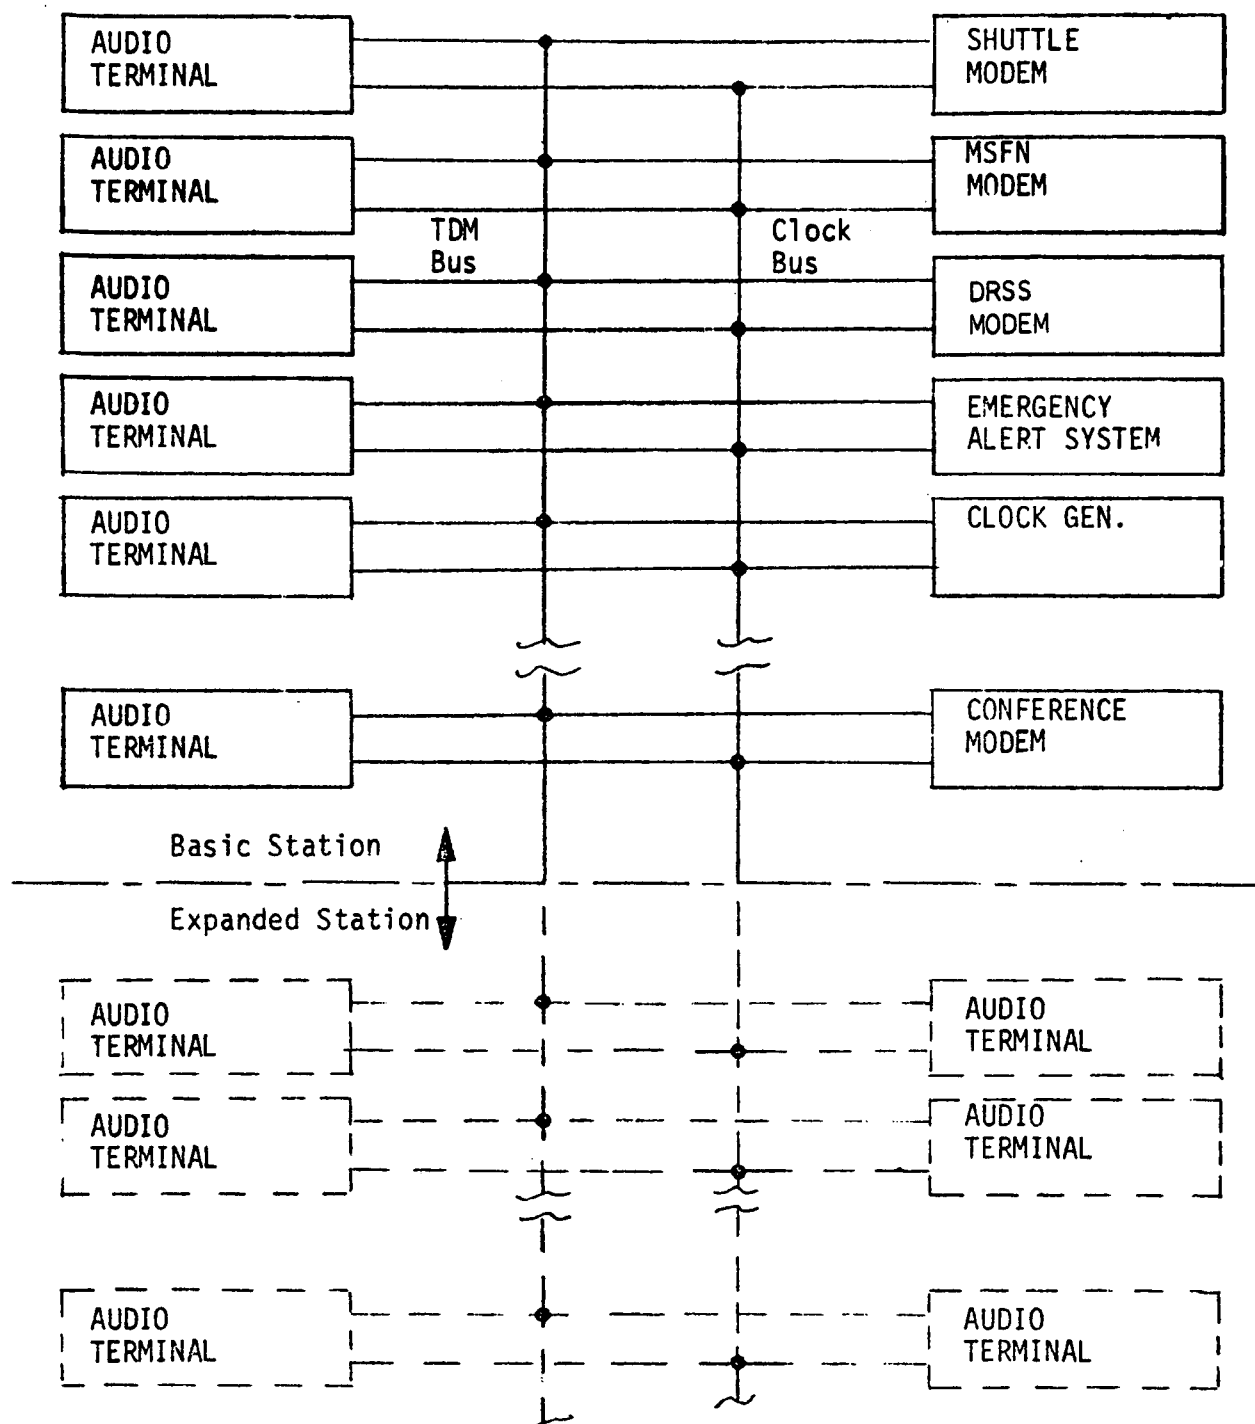 AUDIO
TERMINAL
SHUTTLE
MODEM
AUDIO
TERMINAL
MSFN
MODEM
TDM
Bus
Clock
Bus
AUDIO
TERMINAL
DRSS
MODEM
AUDIO
TERMINAL
EMERGENCY
ALERT SYSTEM
AUDIO
TERMINAL
CLOCK GEN.
AUDIO
TERMINAL
CONFERENCE
MODEM
Basic Station
Expanded Station
AUDIO
TERMINAL
AUDIO
TERMINAL
AUDIO
TERMINAL
AUDIO
TERMINAL
AUDIO
TERMINAL
AUDIO
TERMINAL